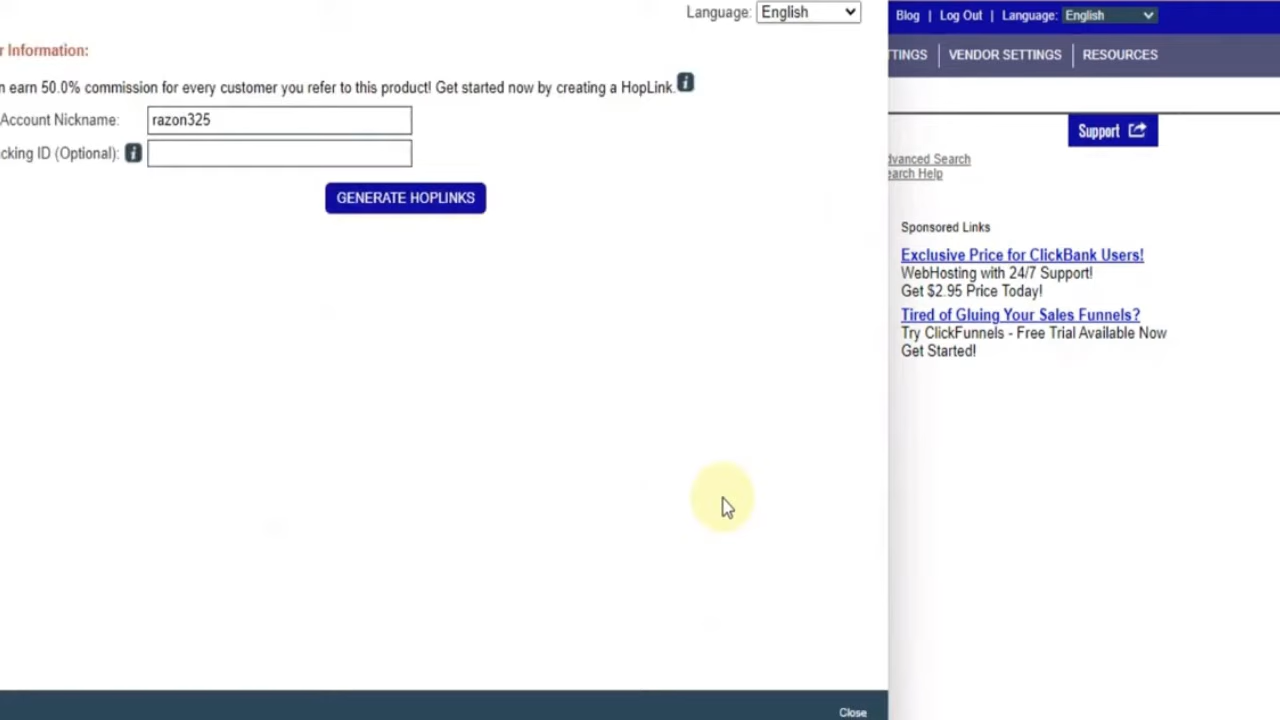 Language: English
r Information:
n earn 50.0% commission for every customer you refer to this product! Get started now by creating a HopLink. i
Account Nickname: razon325
cking ID (Optional): i
GENERATE HOPLINKS
Close
Blog | Log Out | Language: English
TINGS | VENDOR SETTINGS | RESOURCES
Support
dvanced Search
earch Help
Sponsored Links
Exclusive Price for ClickBank Users!
WebHosting with 24/7 Support!
Get $2.95 Price Today!
Tired of Gluing Your Sales Funnels?
Try ClickFunnels - Free Trial Available Now
Get Started!